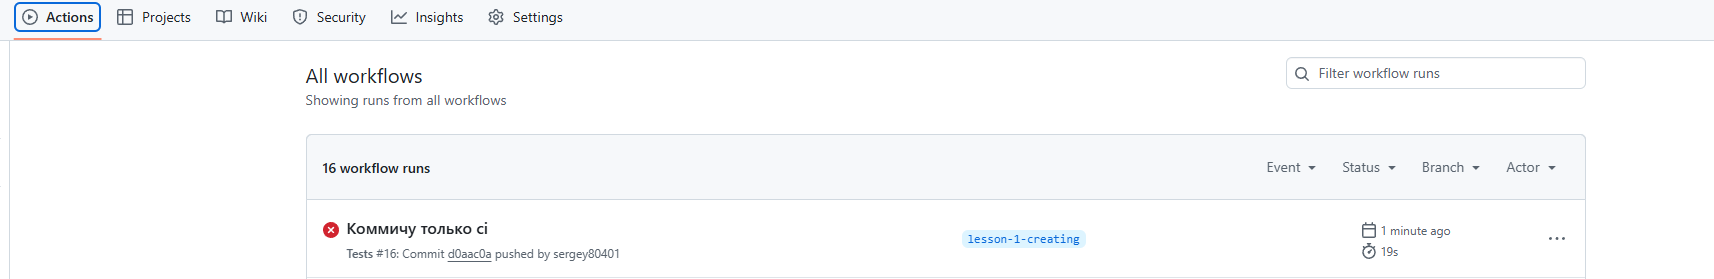 Actions Projects Wiki Security Insights Settings
All workflows
Filter workflow runs
Showing runs from all workflows
16 workflow runs Event Status Branch Actor
Коммичу только ci
lesson-1-creating
1 minute ago
Tests #16: Commit d0aac0a pushed by sergey80401
19s